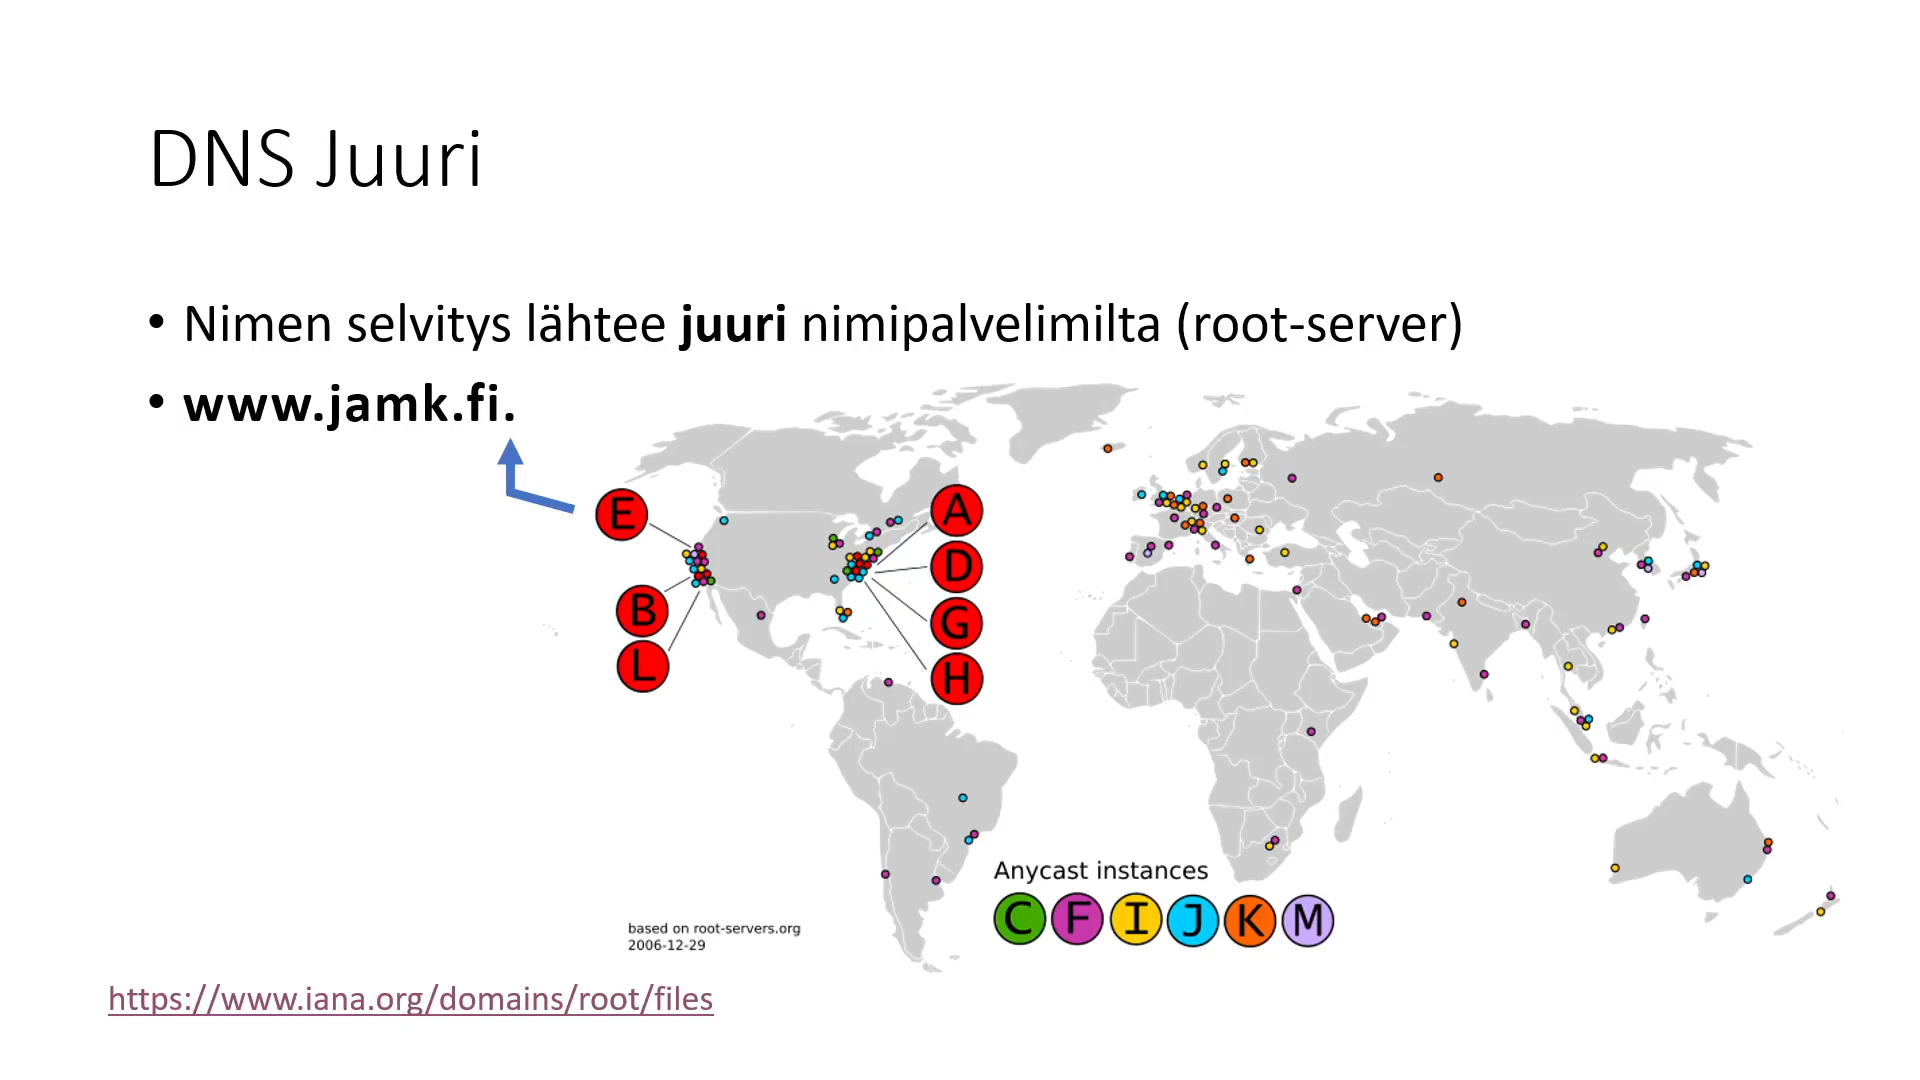 DNS Juuri
• Nimen selvitys lähtee juuri nimipalvelimilta (root-server)
• www.jamk.fi.
E
B
L
A
D
G
H
Anycast instances
C F I J K M
based on root-servers.org
2006-12-29
https://www.iana.org/domains/root/files